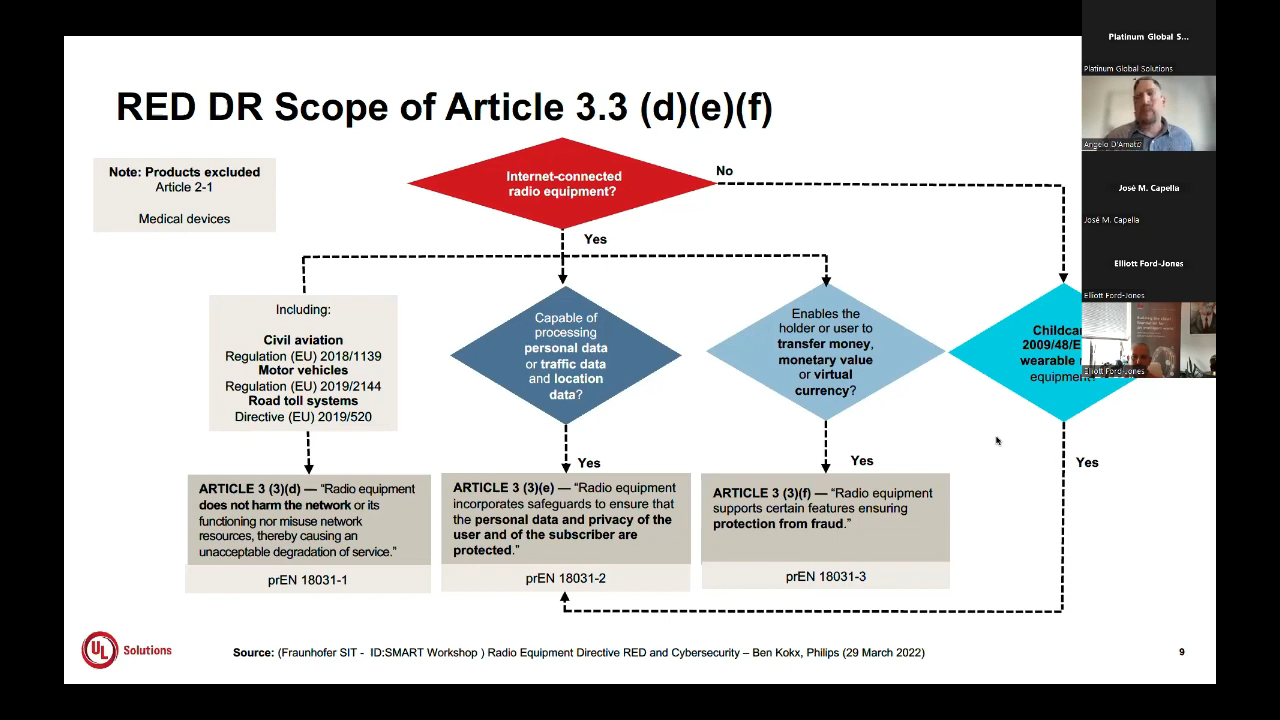 RED DR Scope of Article 3.3 (d)(e)(f)
Note: Products excluded
Article 2-1
Medical devices
Internet-connected
radio equipment?
No
Yes
Including:
Civil aviation
Regulation (EU) 2018/1139
Motor vehicles
Regulation (EU) 2019/2144
Road toll systems
Directive (EU) 2019/520
Capable of
processing
personal data
or traffic data
and location
data?
Enables the
holder or user to
transfer money,
monetary value
or virtual
currency?
Childcar
2009/48/E
wearable
equipment
Yes
Yes
Yes
ARTICLE 3 (3)(d) — “Radio equipment
does not harm the network or its
functioning nor misuse network
resources, thereby causing an
unacceptable degradation of service.”
prEN 18031-1
ARTICLE 3 (3)(e) — “Radio equipment
incorporates safeguards to ensure that
the personal data and privacy of the
user and of the subscriber are
protected.”
prEN 18031-2
ARTICLE 3 (3)(f) — “Radio equipment
supports certain features ensuring
protection from fraud.”
prEN 18031-3
UL Solutions
Source: (Fraunhofer SIT - ID:SMART Workshop ) Radio Equipment Directive RED and Cybersecurity – Ben Kokx, Philips (29 March 2022)
9
Platinum Global S...
Platinum Global Solutions
Angelo D'Amato
José M. Capella
José M. Capella
Elliott Ford-Jones
Elliott Ford-Jones
Elliott Ford-Jones